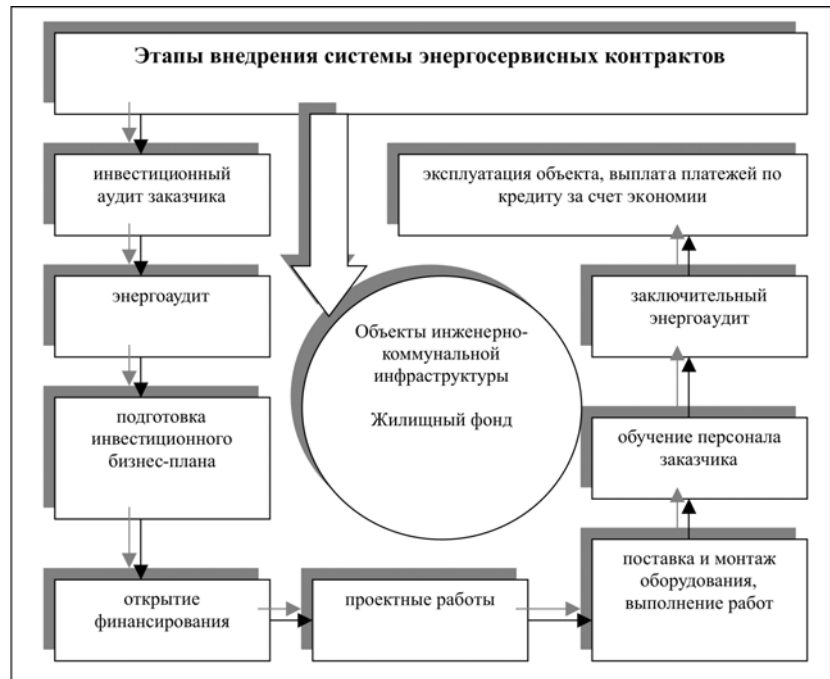 Этапы внедрения системы энергосервисных контрактов
инвестиционный
аудит заказчика
энергоаудит
подготовка
инвестиционного
бизнес-плана
открытие
финансирования
проектные работы
поставка и монтаж
оборудования,
выполнение работ
обучение персонала
заказчика
заключительный
энергоаудит
эксплуатация объекта, выплата платежей по
кредиту за счет экономии
Объекты инженерно-
коммунальной
инфраструктуры
Жилищный фонд